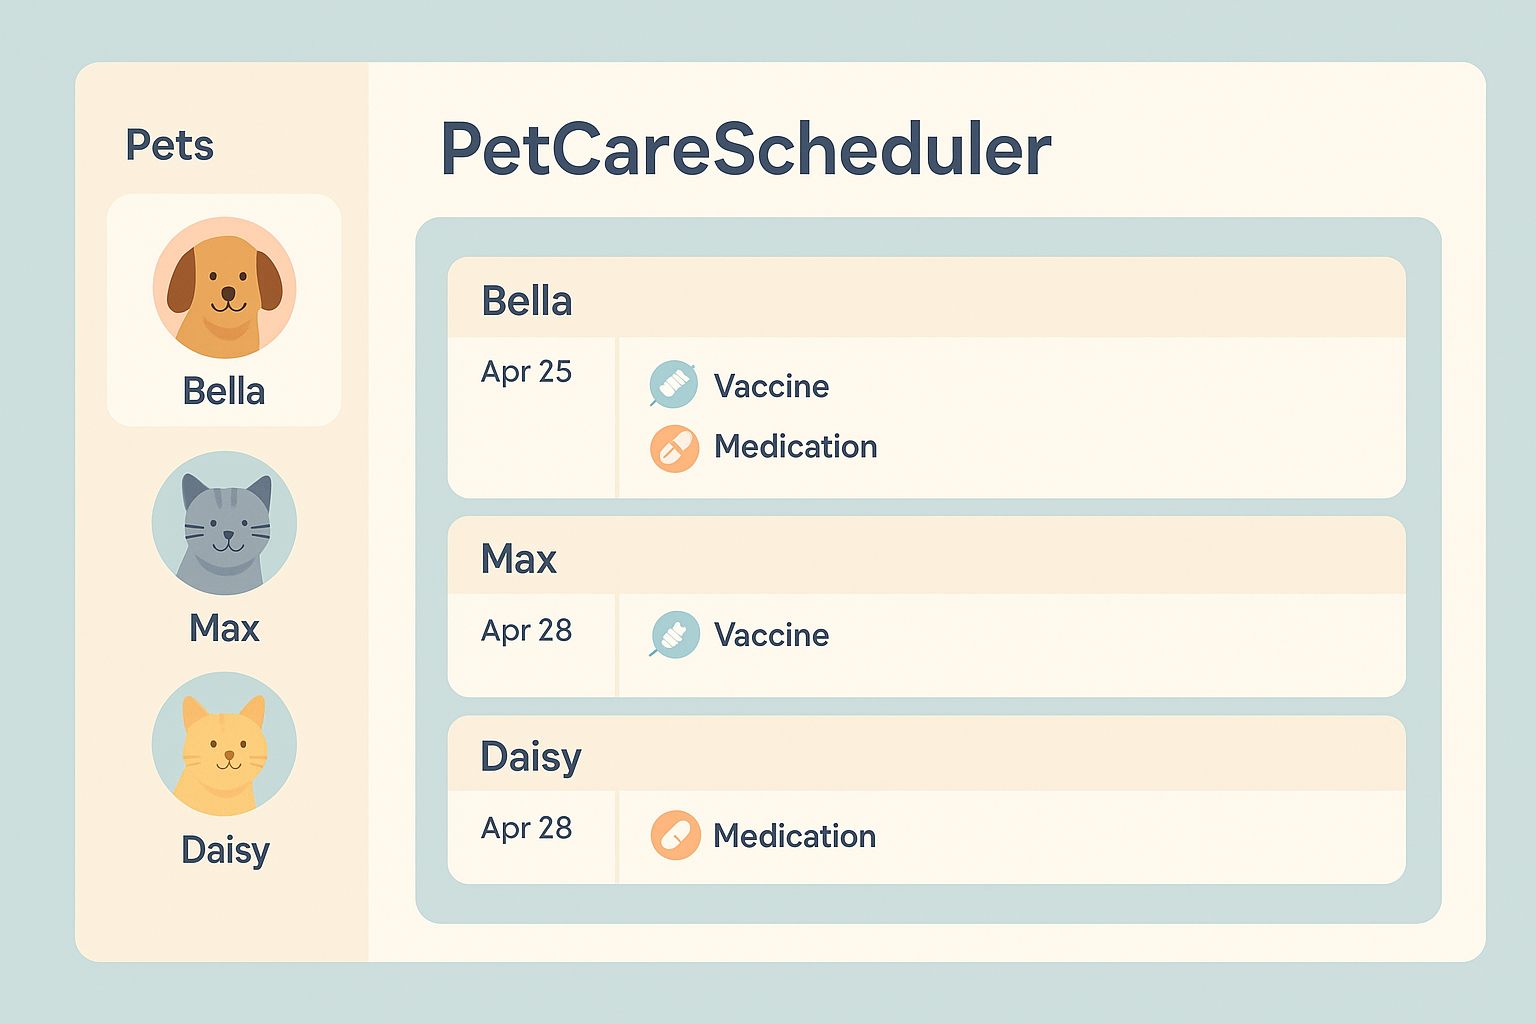 Pets
Bella
Max
Daisy
PetCareScheduler
Bella
Apr 25
Vaccine
Medication
Max
Apr 28
Vaccine
Daisy
Apr 28
Medication